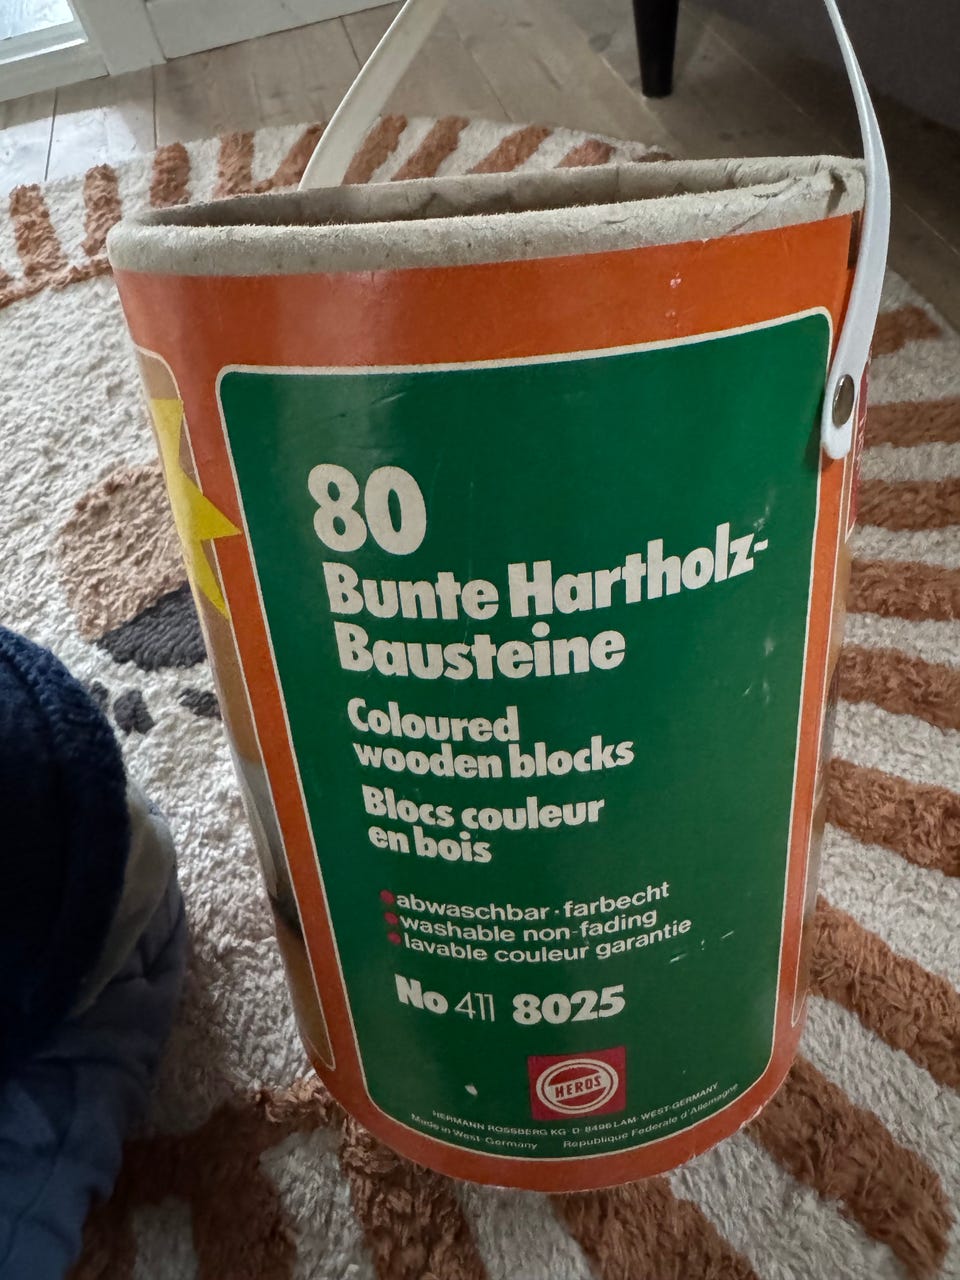 80
Bunte Hartholz-
Bausteine
Coloured
wooden blocks
Blocs couleur
en bois
abwaschbar · farbecht
washable non-fading
lavable couleur garantie
No 411 8025
HEROS
HERMANN ROSSBERG KG · D-8496 LAM · WEST-GERMANY
Made in West-Germany Republique Federale d'Allemagne